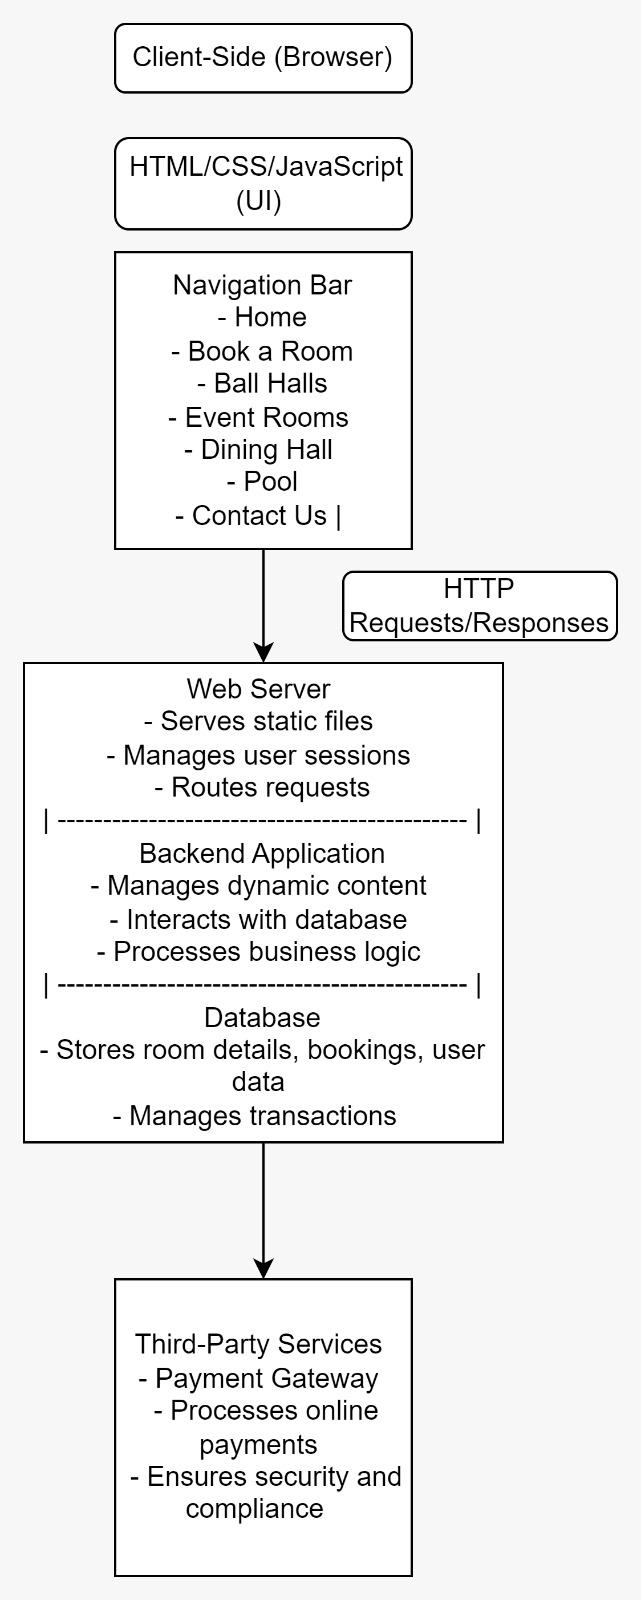 Client-Side (Browser)
HTML/CSS/JavaScript
(UI)
Navigation Bar
- Home
- Book a Room
- Ball Halls
- Event Rooms
- Dining Hall
- Pool
- Contact Us |
HTTP
Requests/Responses
Web Server
- Serves static files
- Manages user sessions
- Routes requests
| --------------------------------------------- |
Backend Application
- Manages dynamic content
- Interacts with database
- Processes business logic
| --------------------------------------------- |
Database
- Stores room details, bookings, user
data
- Manages transactions
Third-Party Services
- Payment Gateway
- Processes online
payments
- Ensures security and
compliance